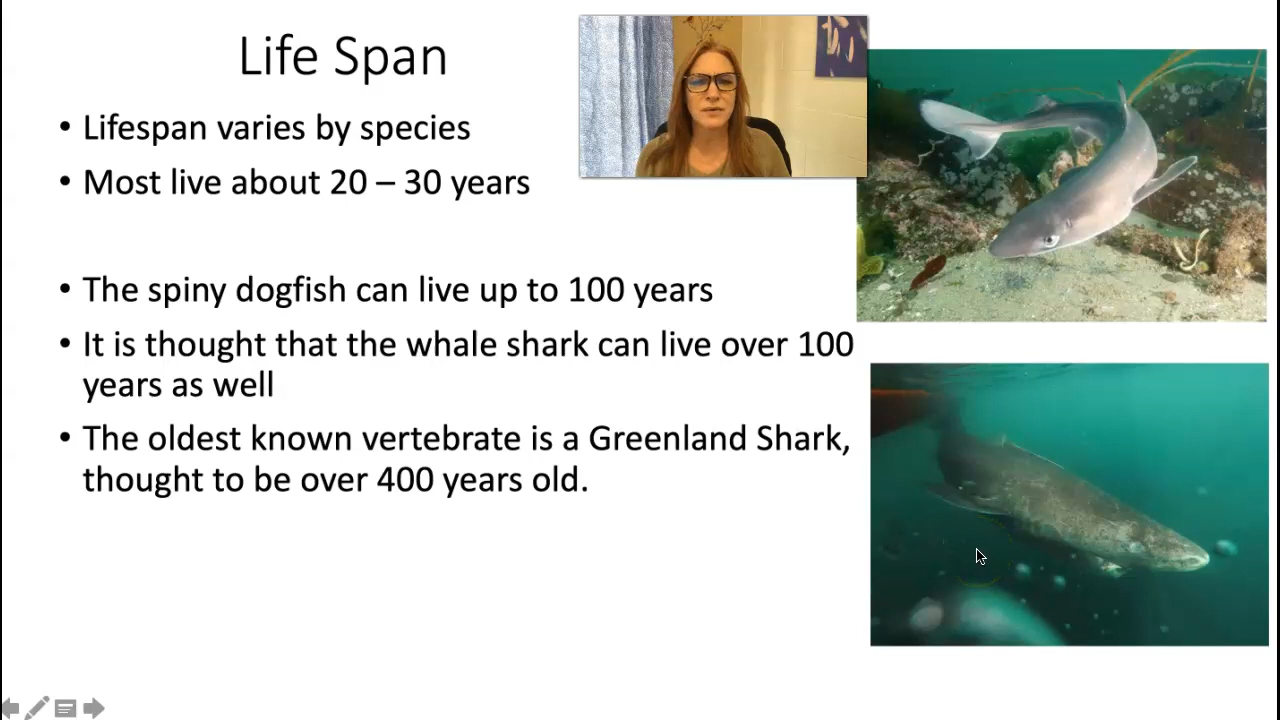 Life Span
• Lifespan varies by species
• Most live about 20 – 30 years
• The spiny dogfish can live up to 100 years
• It is thought that the whale shark can live over 100
years as well
• The oldest known vertebrate is a Greenland Shark,
thought to be over 400 years old.